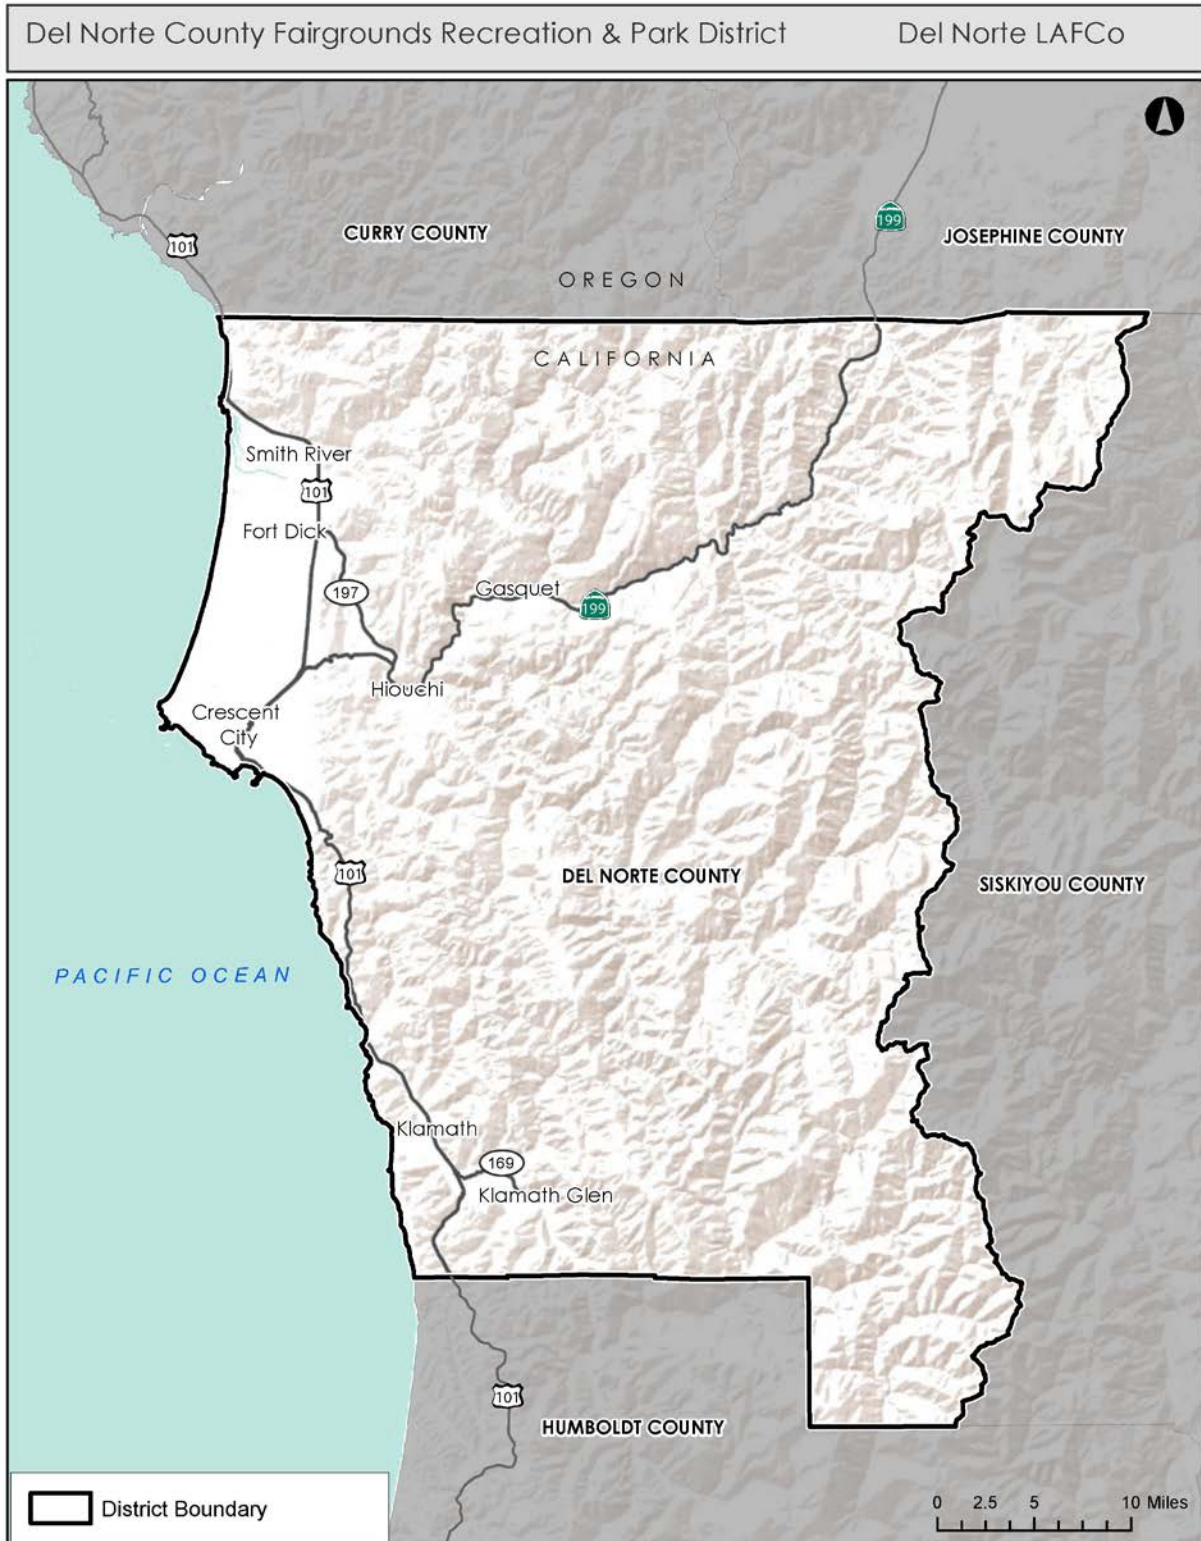 Del Norte County Fairgrounds Recreation & Park District
Del Norte LAFCo
199
CURRY COUNTY
JOSEPHINE COUNTY
101
OREGON
CALIFORNIA
Smith River
101
Fort Dick
Gasquet
197
199
Hiouchi
Crescent
City
101
DEL NORTE COUNTY
SISKIYOU COUNTY
PACIFIC OCEAN
Klamath
169
Klamath Glen
101
HUMBOLDT COUNTY
District Boundary
0 2.5 5 10 Miles